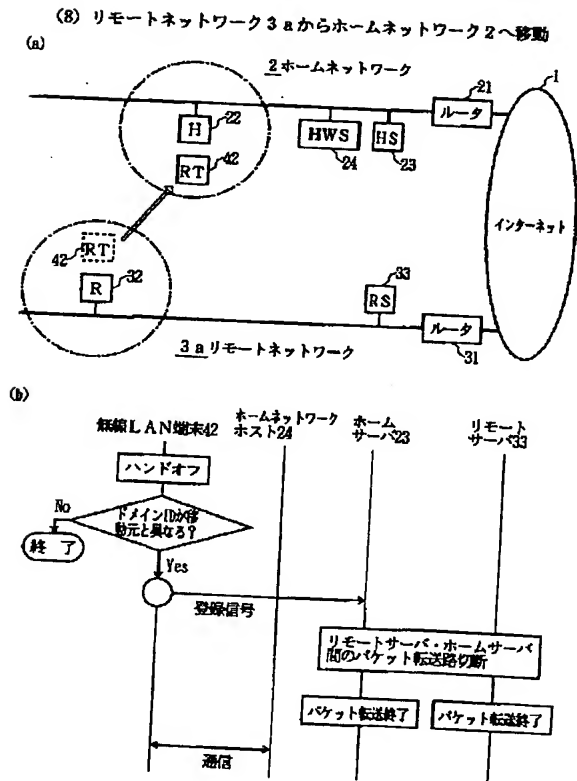 (8) リモートネットワーク3aからホームネットワーク2へ移動
(a)
2ホームネットワーク
21
1
ルータ
H
22
HWS
HS
24
23
RT
42
インターネット
RT
42
R
32
33
RS
ルータ
31
3aリモートネットワーク
(b)
無線LAN端末42
ホームネットワーク
ホスト24
ホーム
サーバ23
リモート
サーバ33
ハンドオフ
No
ドメインIDが移
動元と異なる?
終了
Yes
登録信号
リモートサーバ・ホームサーバ
間のパケット転送路切断
パケット転送終了
パケット転送終了
通信